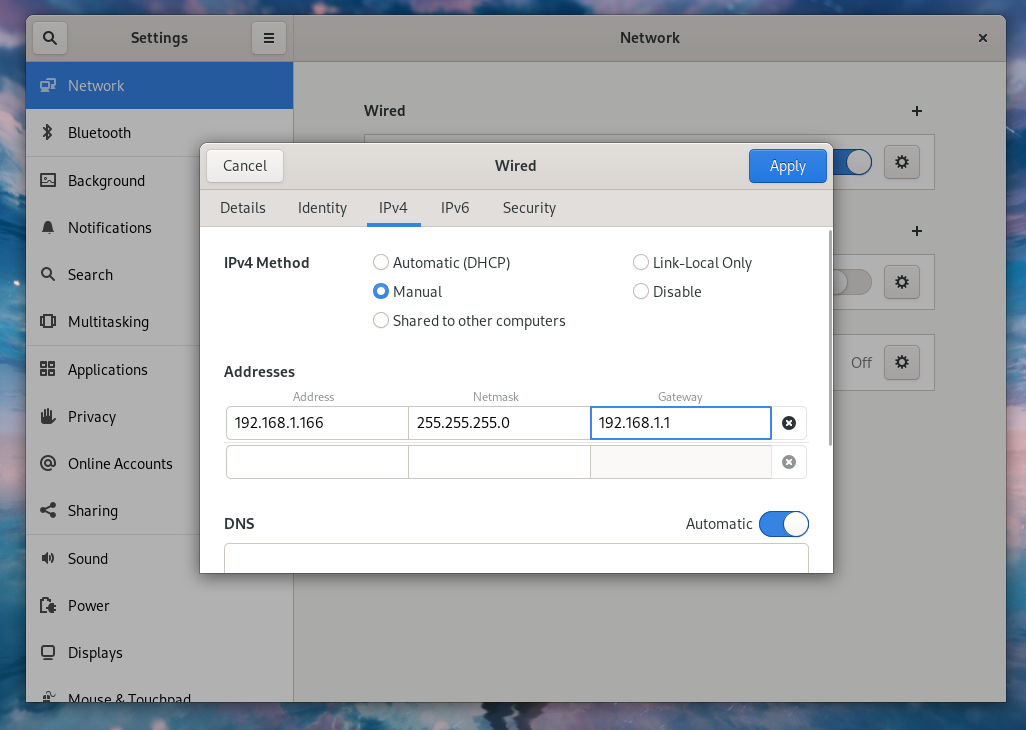 Settings
Network
Network
Bluetooth
Background
Notifications
Search
Multitasking
Applications
Privacy
Online Accounts
Sharing
Sound
Power
Displays
Mouse & Touchpad
Wired
Off
Cancel
Wired
Apply
Details
Identity
IPv4
IPv6
Security
IPv4 Method
Automatic (DHCP)
Link-Local Only
Manual
Disable
Shared to other computers
Addresses
Address
Netmask
Gateway
192.168.1.166
255.255.255.0
192.168.1.1
DNS
Automatic